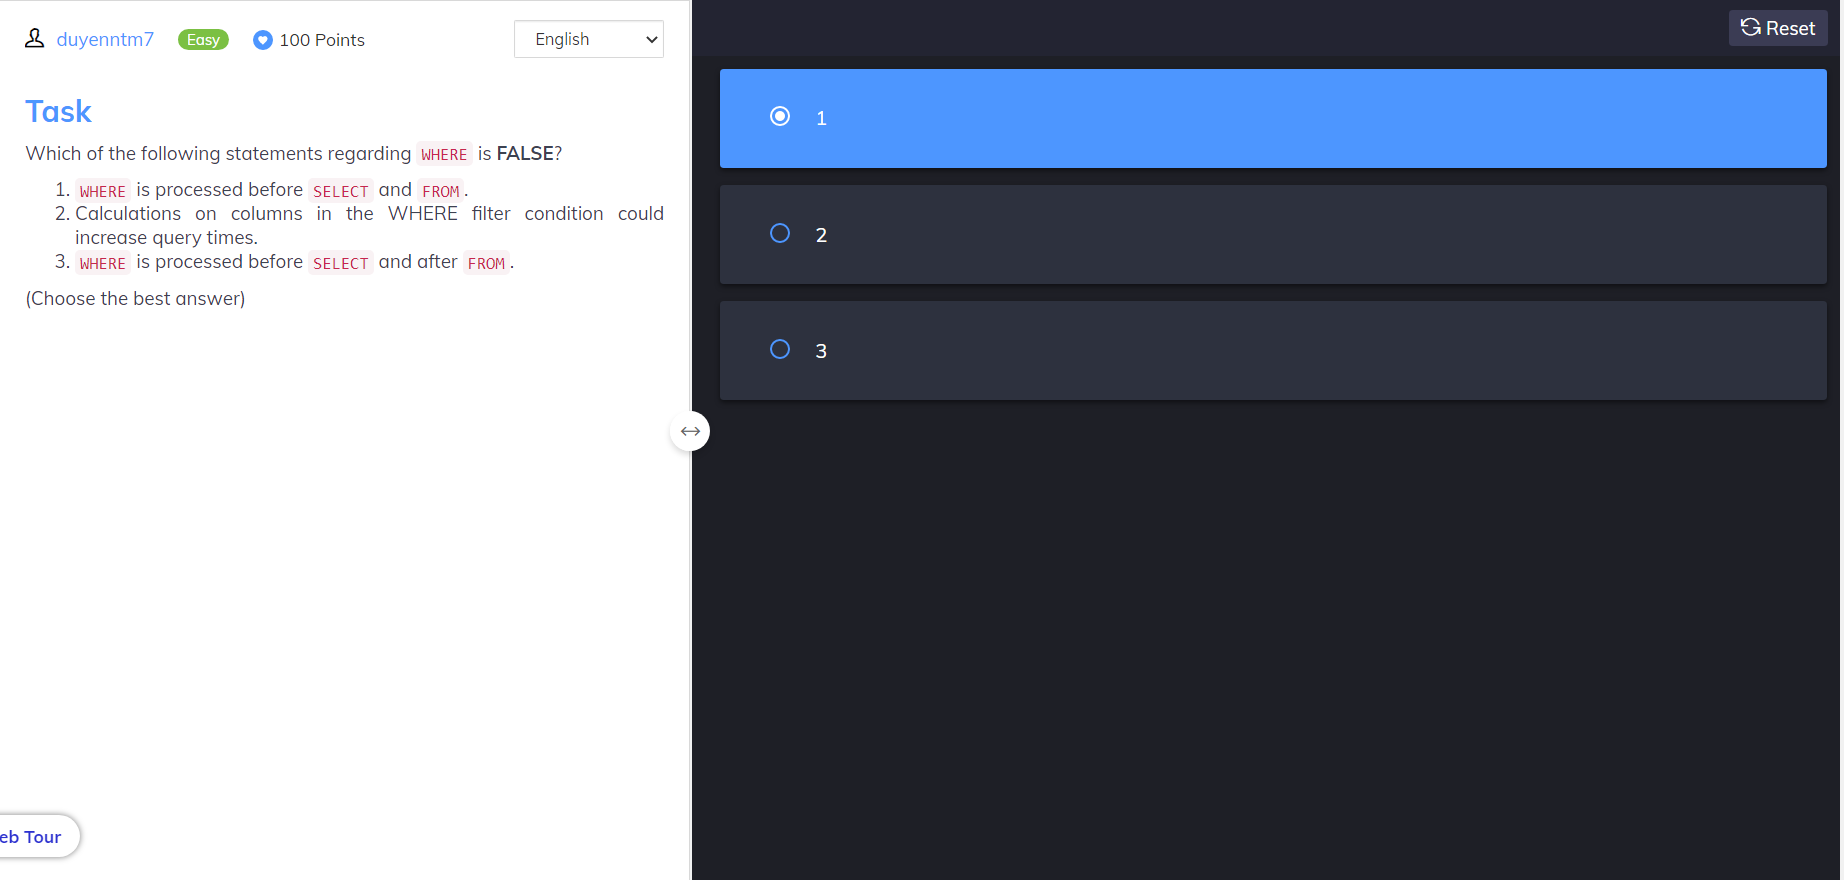 duyenntm7 Easy 100 Points English
Task
Which of the following statements regarding WHERE is FALSE?
1. WHERE is processed before SELECT and FROM.
2. Calculations on columns in the WHERE filter condition could
increase query times.
3. WHERE is processed before SELECT and after FROM.
(Choose the best answer)
eb Tour
Reset
1
2
3